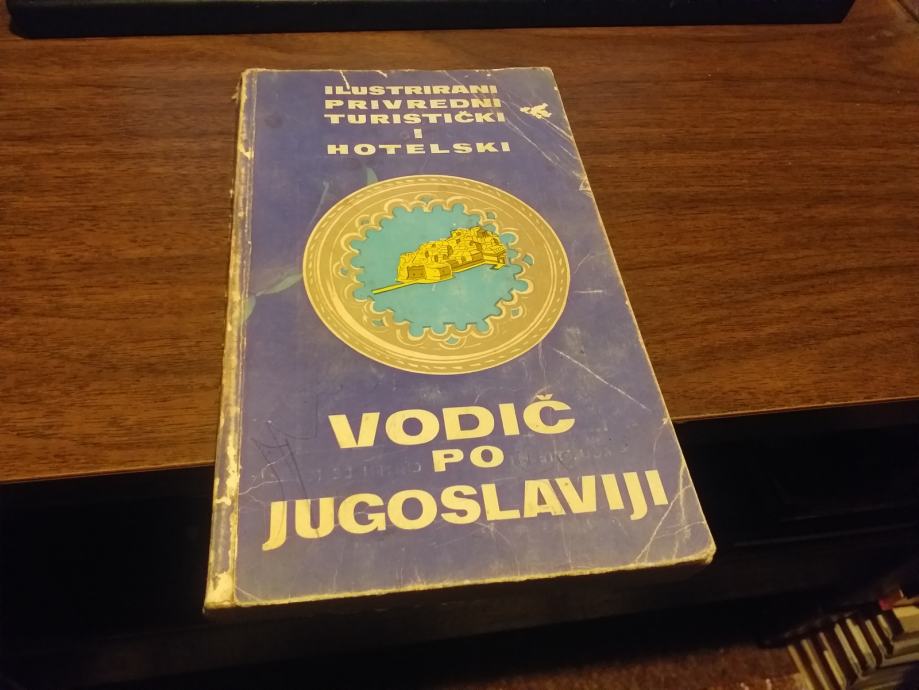 ILUSTRIRANI
PRIVREDNI
TURISTIČKI
I
HOTELSKI
VODIČ
PO
JUGOSLAVIJI